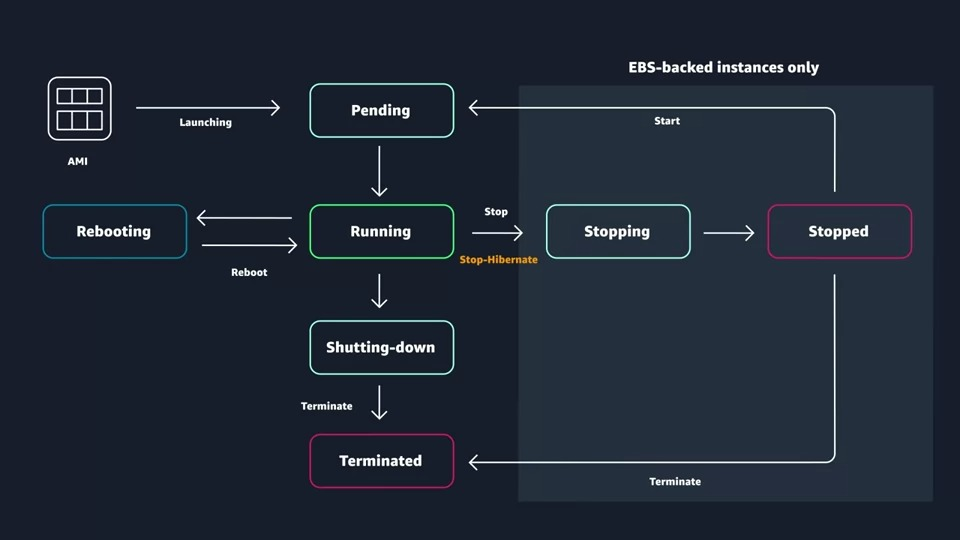 EBS-backed instances only
Pending
Launching
Start
AMI
Rebooting
Running
Stop
Stopping
Stopped
Stop-Hibernate
Reboot
Shutting-down
Terminate
Terminated
Terminate